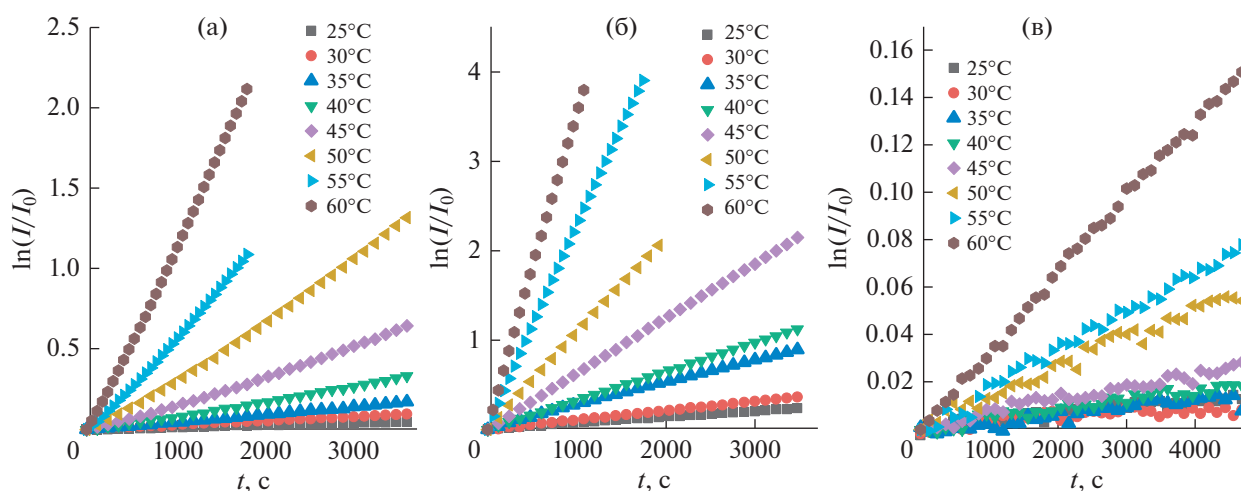 (а)
ln(I/I₀)
2.5
2.0
1.5
1.0
0.5
0
1000
2000
3000
t, с
25°C
30°C
35°C
40°C
45°C
50°C
55°C
60°C
(б)
ln(I/I₀)
4
3
2
1
0
1000
2000
3000
t, с
25°C
30°C
35°C
40°C
45°C
50°C
55°C
60°C
(в)
ln(I/I₀)
0.16
0.14
0.12
0.10
0.08
0.06
0.04
0.02
0
1000
2000
3000
4000
t, с
25°C
30°C
35°C
40°C
45°C
50°C
55°C
60°C